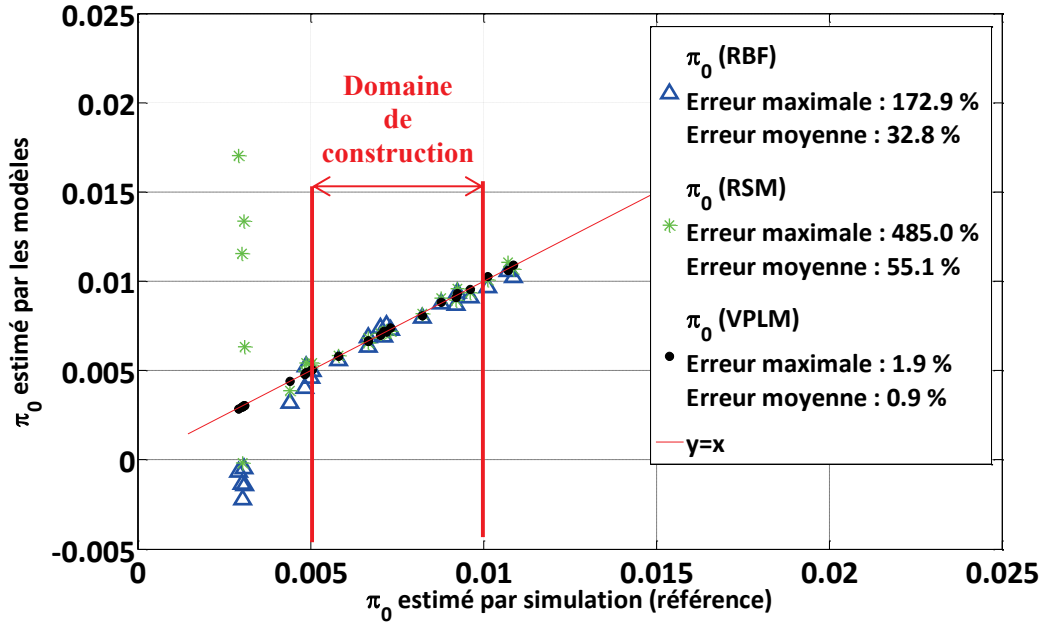 0.025
0.02
0.015
0.01
0.005
0
-0.005
π0 estimé par les modèles
0
0.005
0.01
0.015
0.02
0.025
π0 estimé par simulation (référence)
Domaine
de
construction
π0 (RBF)
Erreur maximale : 172.9 %
Erreur moyenne : 32.8 %
π0 (RSM)
Erreur maximale : 485.0 %
Erreur moyenne : 55.1 %
π0 (VPLM)
Erreur maximale : 1.9 %
Erreur moyenne : 0.9 %
y=x